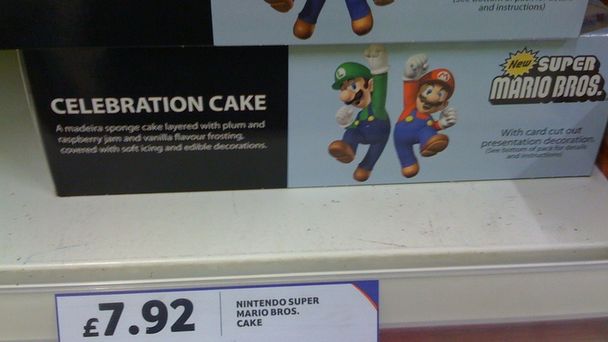 and instructions)
CELEBRATION CAKE
A madeira sponge cake layered with plum and
raspberry jam and vanilla flavour frosting,
covered with soft icing and edible decorations.
New SUPER
MARIO BROS.
With card cut out
presentation decoration.
(See bottom of pack for details
and instructions)
£7.92
NINTENDO SUPER
MARIO BROS.
CAKE